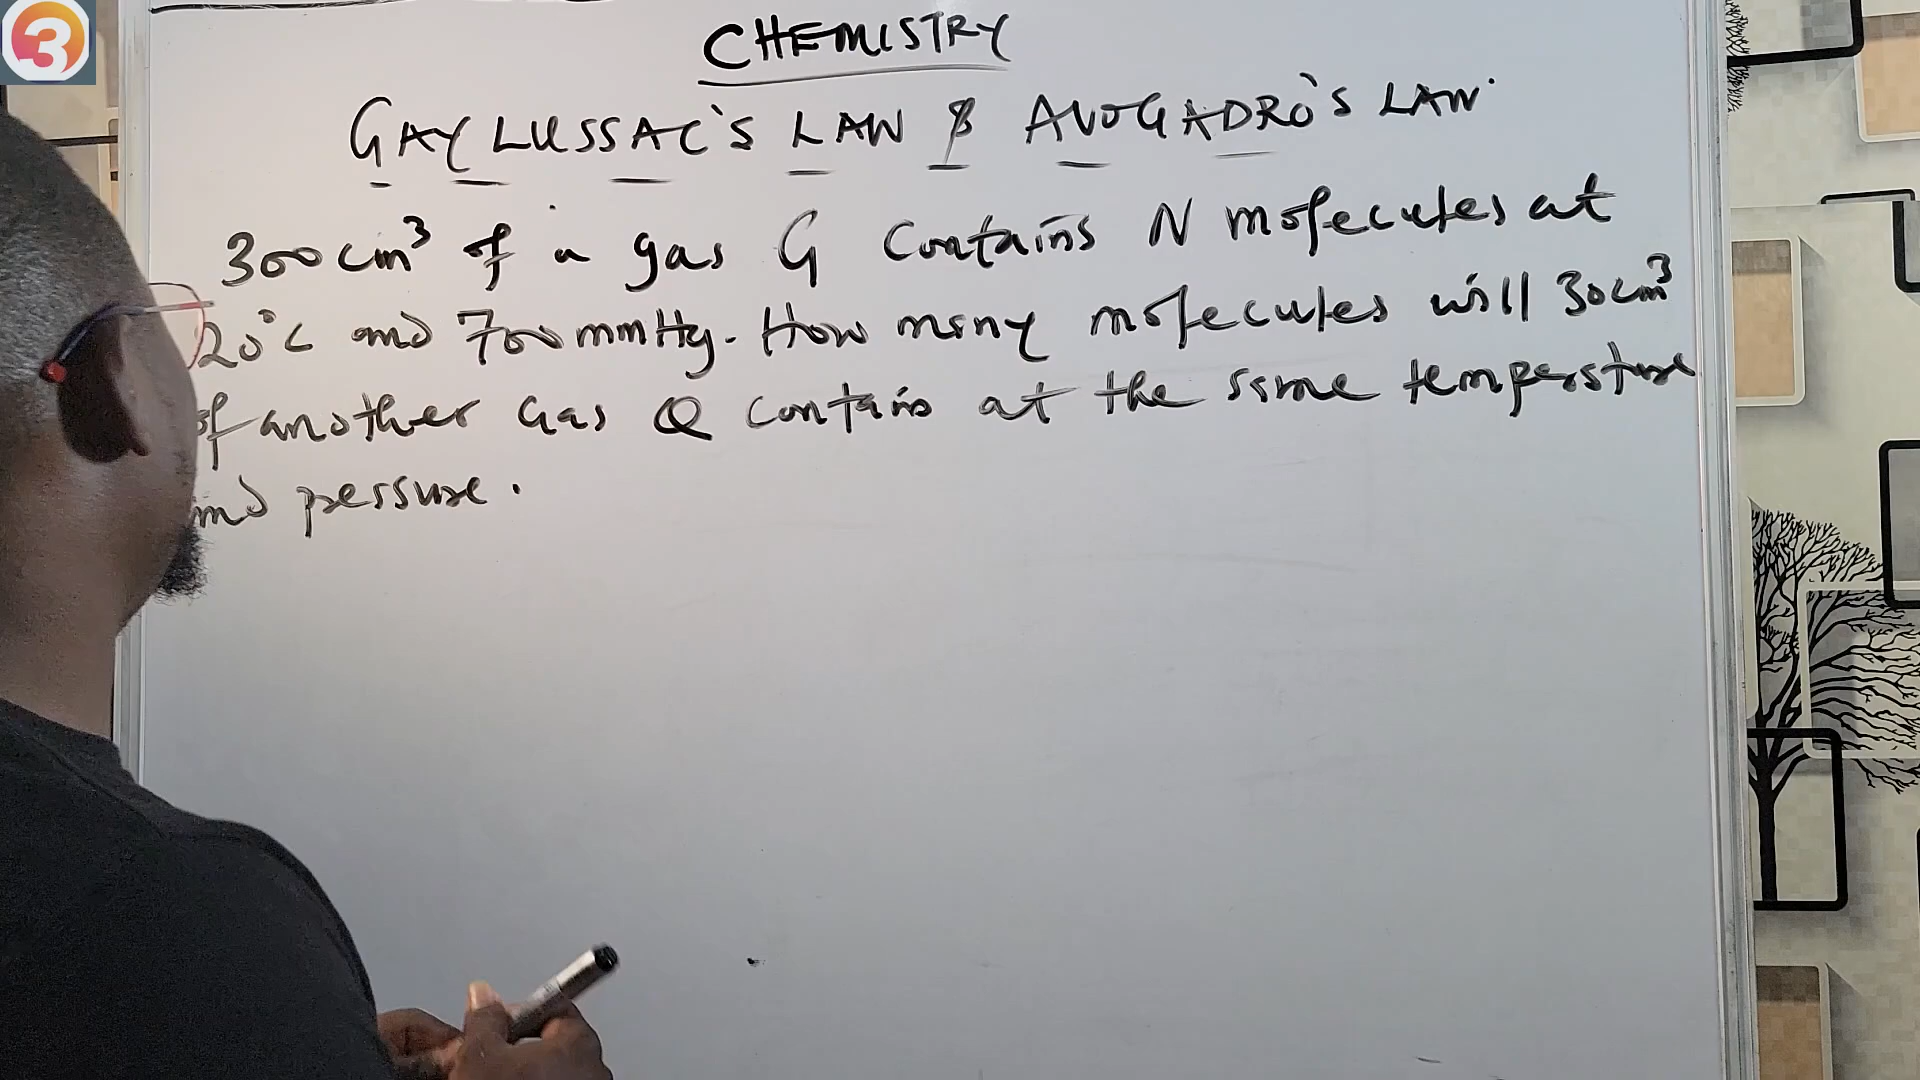 3
CHEMISTRY
GAY LUSSAC'S LAW & AVOGADRO'S LAW.
300cm³ of a gas G contains N molecules at
20°C and 700mmHg. How many molecules will 30cm³
of another Gas Q contain at the same temperature
and pressure.